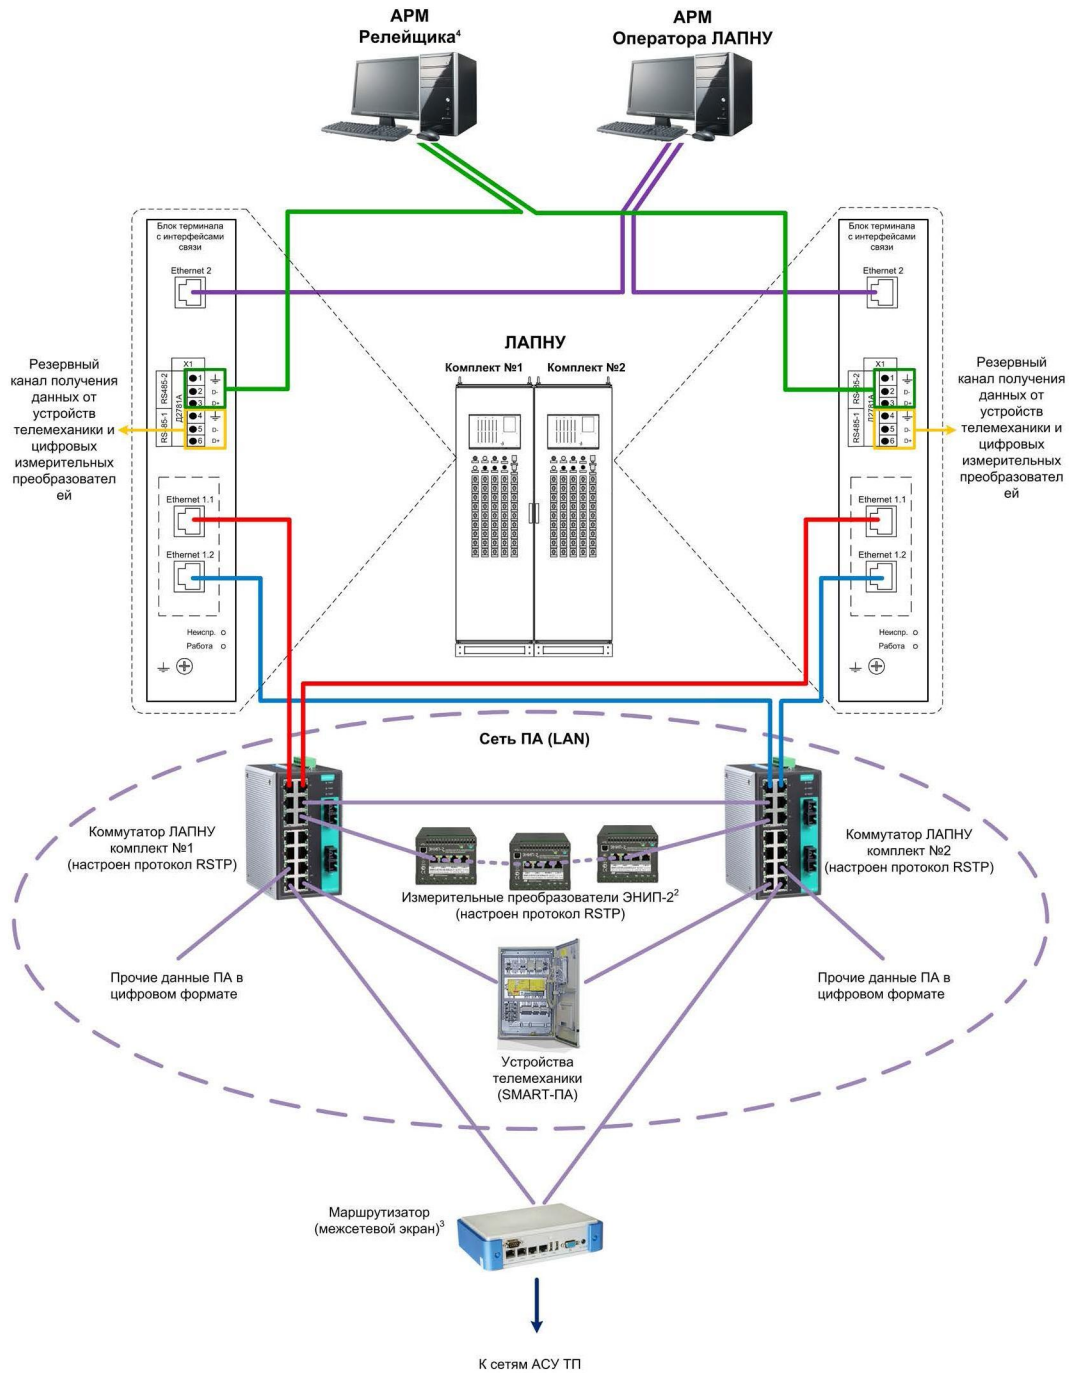 АРМ
Релейщика⁴
АРМ
Оператора ЛАПНУ
Блок терминала
с интерфейсами
связи
Ethernet 2
X1
RS485-2
RS-85-1
Д2781А
1
2 D-
3 D+
4
5 D-
6 D+
Резервный
канал получения
данных от
устройств
телемеханики и
цифровых
измерительных
преобразовател
ей
Ethernet 1.1
Ethernet 1.2
Неиспр.
Работа
ЛАПНУ
Комплект №1
Комплект №2
Блок терминала
с интерфейсами
связи
Ethernet 2
X1
RS485-2
RS485-1
Д2781А
1
2 D-
3 D+
4
5 D-
6 D+
Резервный
канал получения
данных от
устройств
телемеханики и
цифровых
измерительных
преобразовател
ей
Ethernet 1.1
Ethernet 1.2
Неиспр.
Работа
Сеть ПА (LAN)
Коммутатор ЛАПНУ
комплект №1
(настроен протокол RSTP)
Коммутатор ЛАПНУ
комплект №2
(настроен протокол RSTP)
Измерительные преобразователи ЭНИП-2²
(настроен протокол RSTP)
Прочие данные ПА в
цифровом формате
Прочие данные ПА в
цифровом формате
Устройства
телемеханики
(SMART-ПА)
Маршрутизатор
(межсетевой экран)³
К сетям АСУ ТП